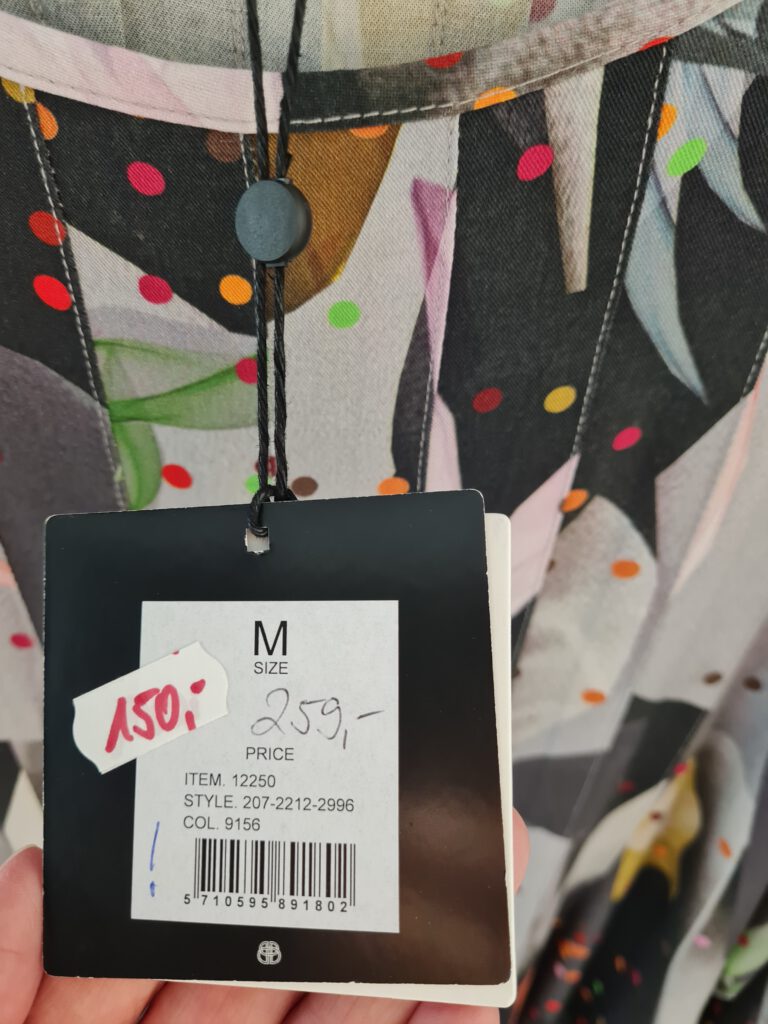 M
SIZE
150,-
259,-
PRICE
ITEM. 12250
STYLE. 207-2212-2996
COL. 9156
!
5 710595 891802